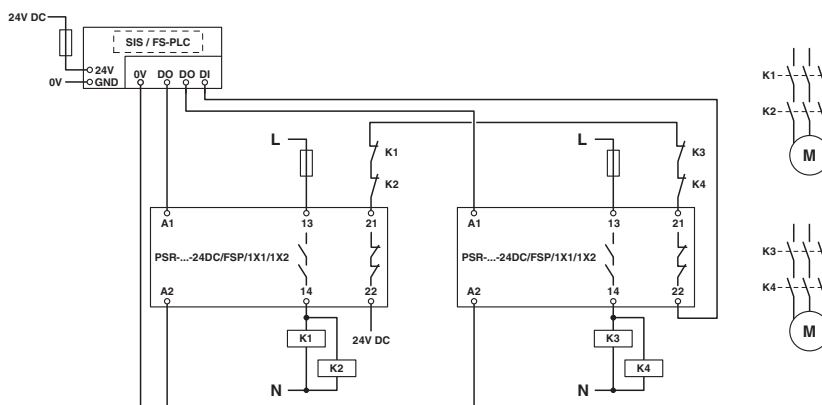 24V DC
SIS / FS-PLC
24V
0V GND
0V DO DO DI
L
K1
K2
L
K3
K4
K1
K2
M
A1 13 21
PSR-...-24DC/FSP/1X1/1X2
A2 14 22
A1 13 21
PSR-...-24DC/FSP/1X1/1X2
A2 14 22
K3
K4
M
K1
K2
24V DC
N
K3
K4
N